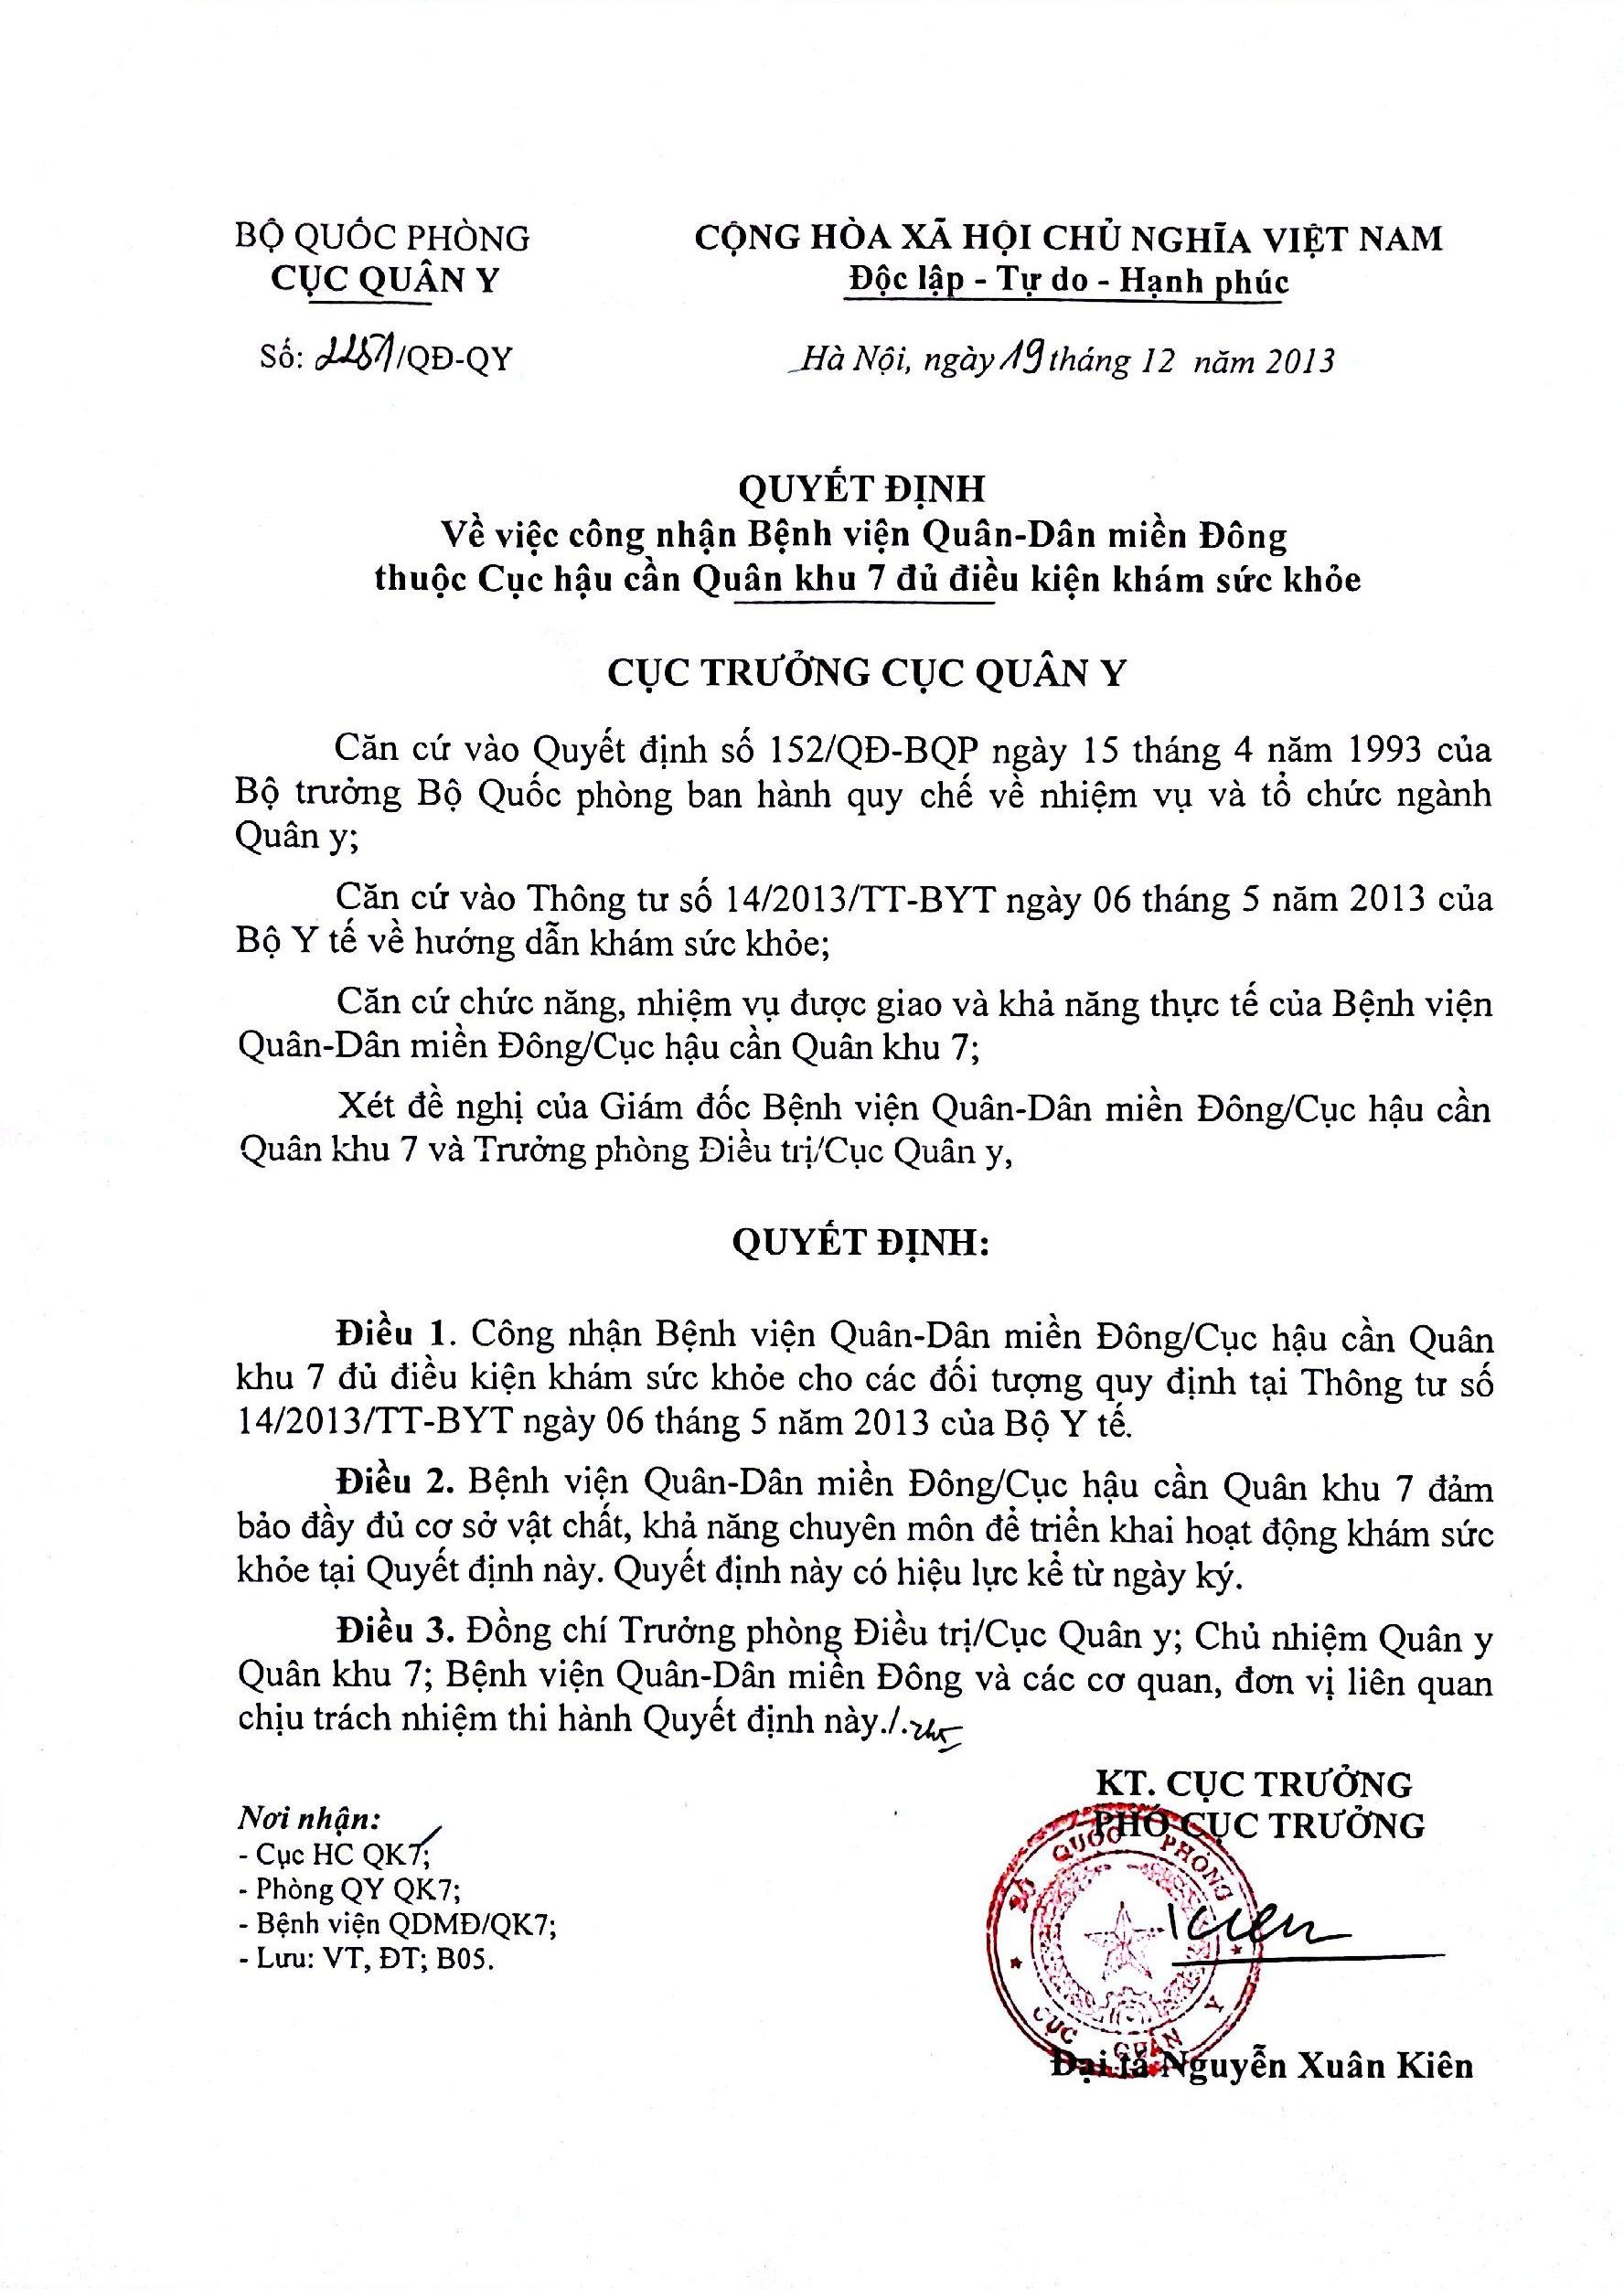 BỘ QUỐC PHÒNG
CỤC QUÂN Y
CỘNG HÒA XÃ HỘI CHỦ NGHĨA VIỆT NAM
Độc lập - Tự do - Hạnh phúc
Số: 2251/QĐ-QY
Hà Nội, ngày 19 tháng 12 năm 2013
QUYẾT ĐỊNH
Về việc công nhận Bệnh viện Quân-Dân miền Đông
thuộc Cục hậu cần Quân khu 7 đủ điều kiện khám sức khỏe
CỤC TRƯỞNG CỤC QUÂN Y
Căn cứ vào Quyết định số 152/QĐ-BQP ngày 15 tháng 4 năm 1993 của
Bộ trưởng Bộ Quốc phòng ban hành quy chế về nhiệm vụ và tổ chức ngành
Quân y;
Căn cứ vào Thông tư số 14/2013/TT-BYT ngày 06 tháng 5 năm 2013 của
Bộ Y tế về hướng dẫn khám sức khỏe;
Căn cứ chức năng, nhiệm vụ được giao và khả năng thực tế của Bệnh viện
Quân-Dân miền Đông/Cục hậu cần Quân khu 7;
Xét đề nghị của Giám đốc Bệnh viện Quân-Dân miền Đông/Cục hậu cần
Quân khu 7 và Trưởng phòng Điều trị/Cục Quân y,
QUYẾT ĐỊNH:
Điều 1. Công nhận Bệnh viện Quân-Dân miền Đông/Cục hậu cần Quân
khu 7 đủ điều kiện khám sức khỏe cho các đối tượng quy định tại Thông tư số
14/2013/TT-BYT ngày 06 tháng 5 năm 2013 của Bộ Y tế.
Điều 2. Bệnh viện Quân-Dân miền Đông/Cục hậu cần Quân khu 7 đảm
bảo đầy đủ cơ sở vật chất, khả năng chuyên môn để triển khai hoạt động khám sức
khỏe tại Quyết định này. Quyết định này có hiệu lực kể từ ngày ký.
Điều 3. Đồng chí Trưởng phòng Điều trị/Cục Quân y; Chủ nhiệm Quân y
Quân khu 7; Bệnh viện Quân-Dân miền Đông và các cơ quan, đơn vị liên quan
chịu trách nhiệm thi hành Quyết định này./.
Nơi nhận:
- Cục HC QK7;
- Phòng QY QK7;
- Bệnh viện QDMĐ/QK7;
- Lưu: VT, ĐT; B05.
KT. CỤC TRƯỞNG
PHÓ CỤC TRƯỞNG
BỘ QUỐC PHÒNG
CỤC QUÂN Y
Đại tá Nguyễn Xuân Kiên